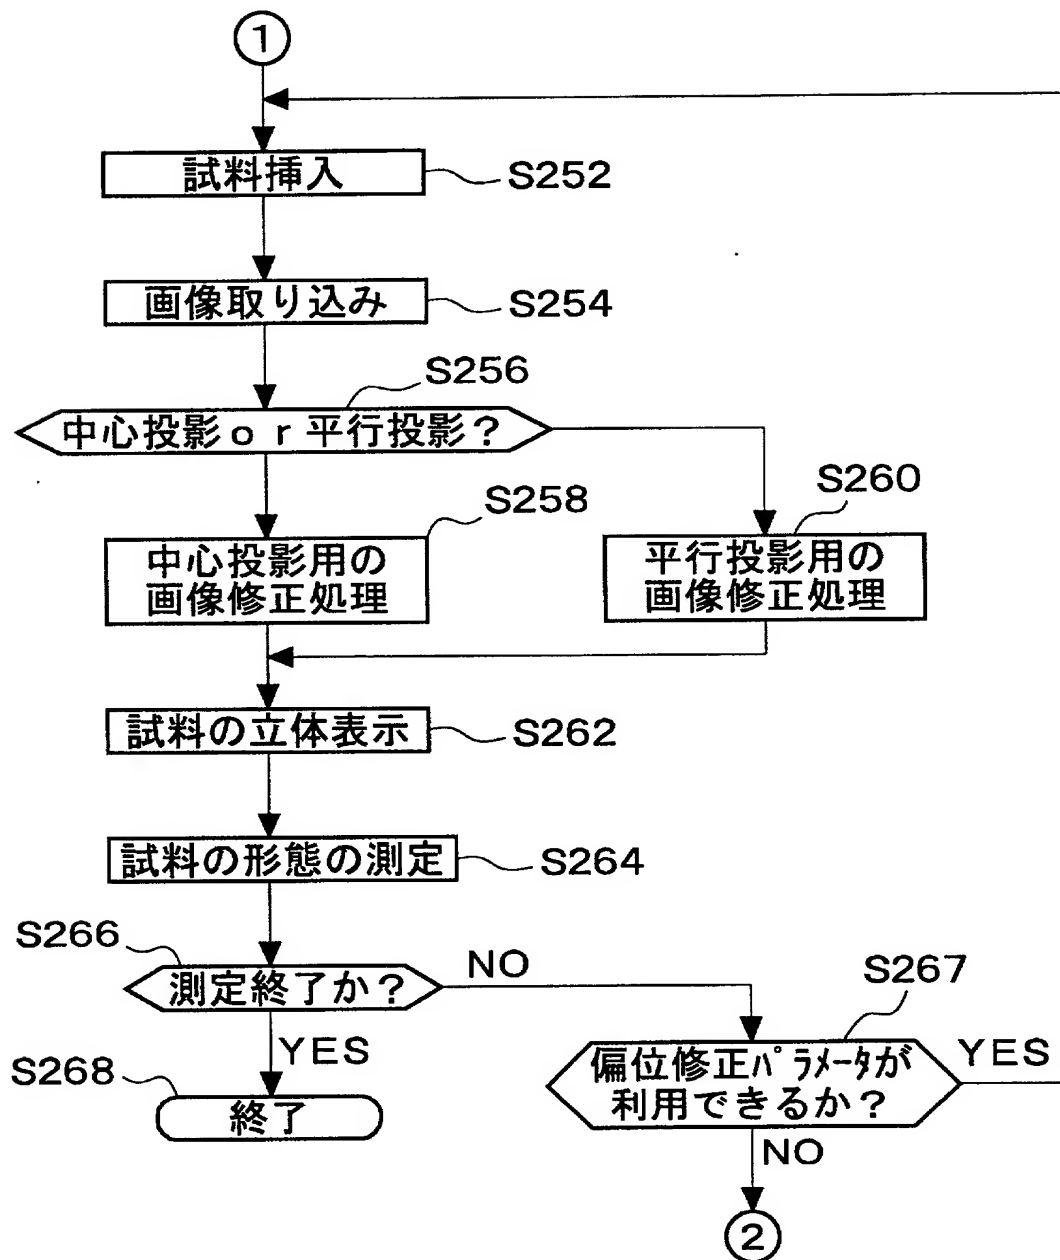 ①
試料挿入
S252
画像取り込み
S254
S256
中心投影or平行投影?
S258
中心投影用の
画像修正処理
S260
平行投影用の
画像修正処理
試料の立体表示
S262
試料の形態の測定
S264
S266
測定終了か?
NO
YES
S267
偏位修正パラメータが
利用できるか?
YES
NO
S268
終了
②